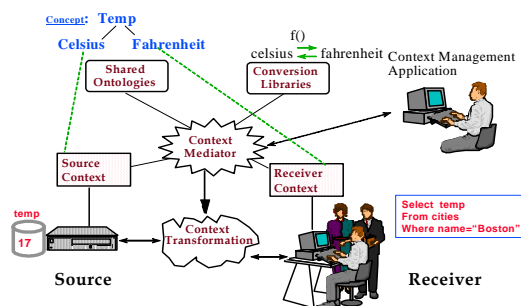 Concept: Temp
Celsius Fahrenheit
f()
celsius fahrenheit
Shared
Ontologies
Conversion
Libraries
Context Management
Application
Context
Mediator
Source
Context
Receiver
Context
Select temp
From cities
Where name="Boston"
temp
17
Context
Transformation
Source
Receiver